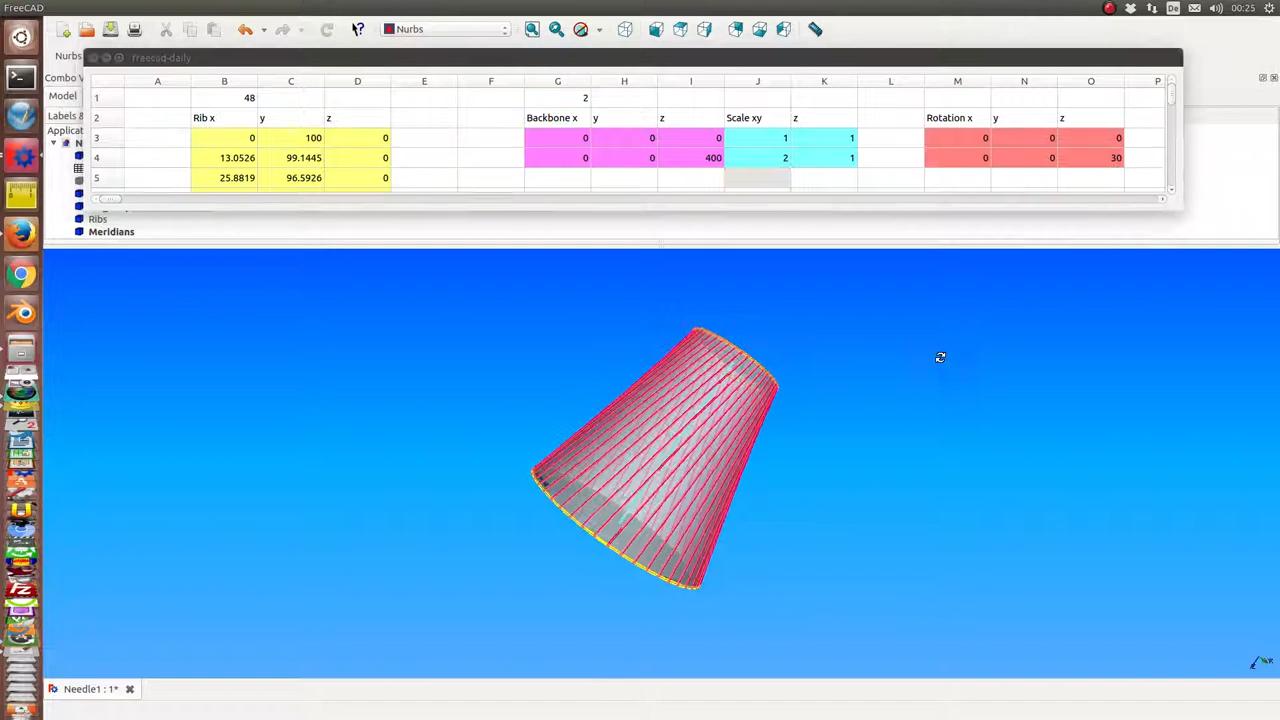 FreeCAD
De
00:25
Nurbs
Nurbs
freecad-daily
Combo V
Model
Labels &
Applicat
N
Ribs
Meridians
A B C D E F G H I J K L M N O P
1 48 2
2 Rib x y z Backbone x y z Scale xy z Rotation x y z
3 0 100 0 0 0 0 1 1 0 0 0
4 13.0526 99.1445 0 0 0 400 2 1 0 0 30
5 25.8819 96.5926 0
Needle1 : 1*